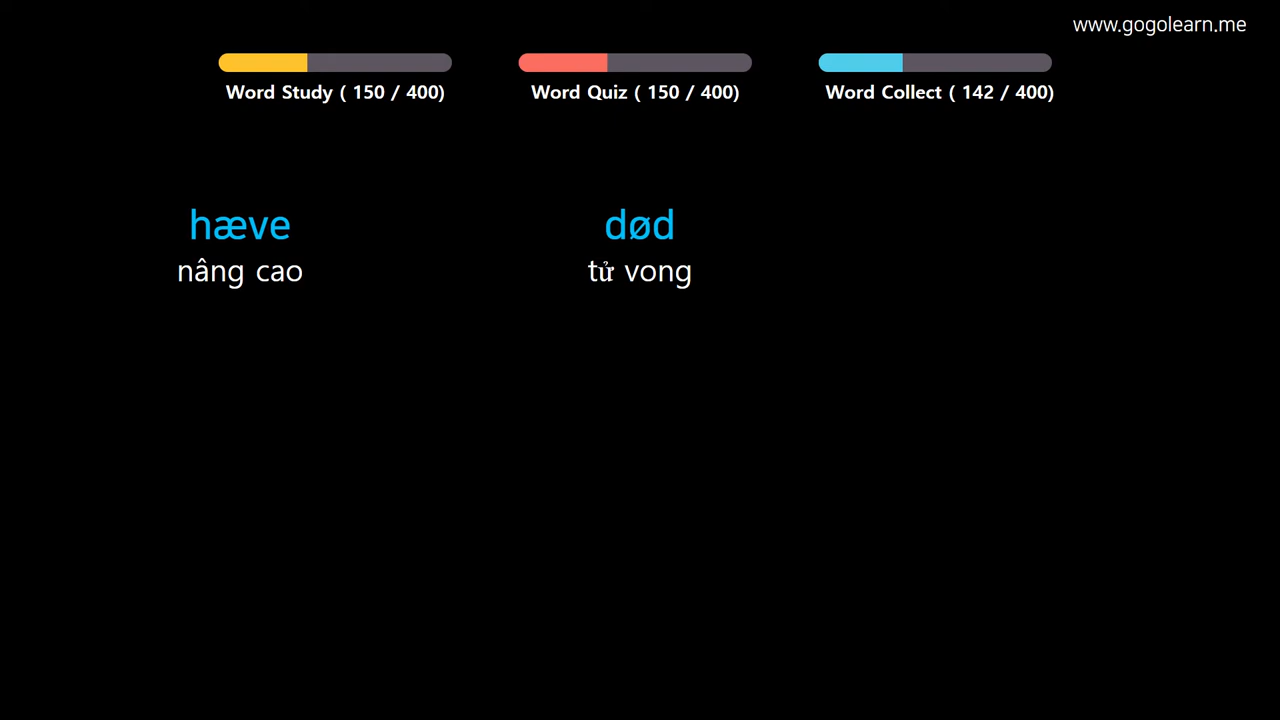 www.gogolearn.me
Word Study ( 150 / 400)
Word Quiz ( 150 / 400)
Word Collect ( 142 / 400)
hæve
nâng cao
død
tử vong